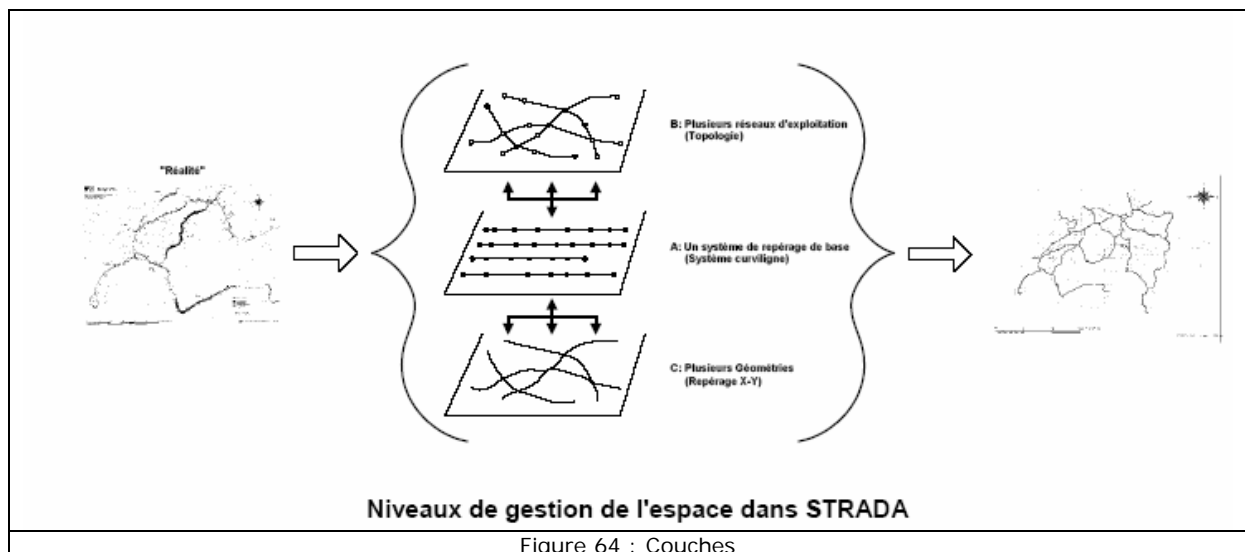 "Réalité"
B: Plusieurs réseaux d'exploitation
(Topologie)
A: Un système de repérage de base
(Système curviligne)
C: Plusieurs Géométries
(Repérage X-Y)
Niveaux de gestion de l'espace dans STRADA
Figure 64 : Couches